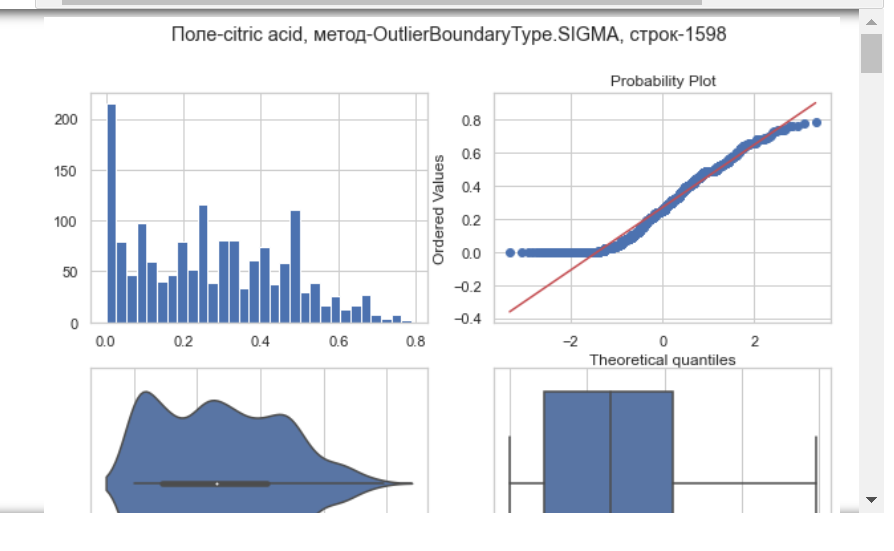 Поле-citric acid, метод-OutlierBoundaryType.SIGMA, строк-1598
200
150
100
50
0
0.0 0.2 0.4 0.6 0.8
Probability Plot
Ordered Values
0.8
0.6
0.4
0.2
0.0
−0.2
−0.4
−2 0 2
Theoretical quantiles